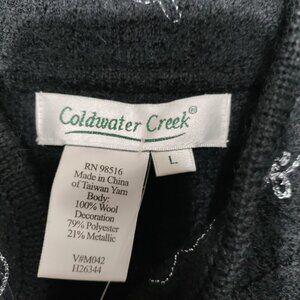 Coldwater Creek®
L
RN 98516
Made in China
of Taiwan Yarn
Body:
100% Wool
Decoration
79% Polyester
21% Metallic
V#M042
H26344